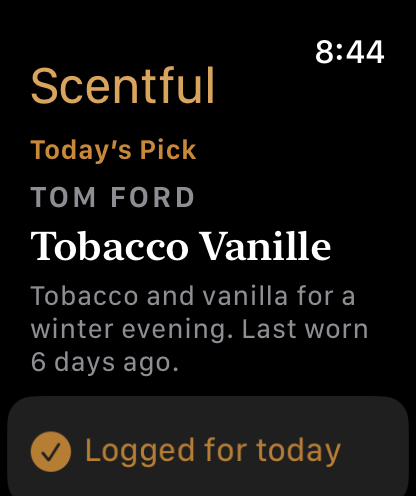 8:44
Scentful
Today's Pick
TOM FORD
Tobacco Vanille
Tobacco and vanilla for a
winter evening. Last worn
6 days ago.
Logged for today